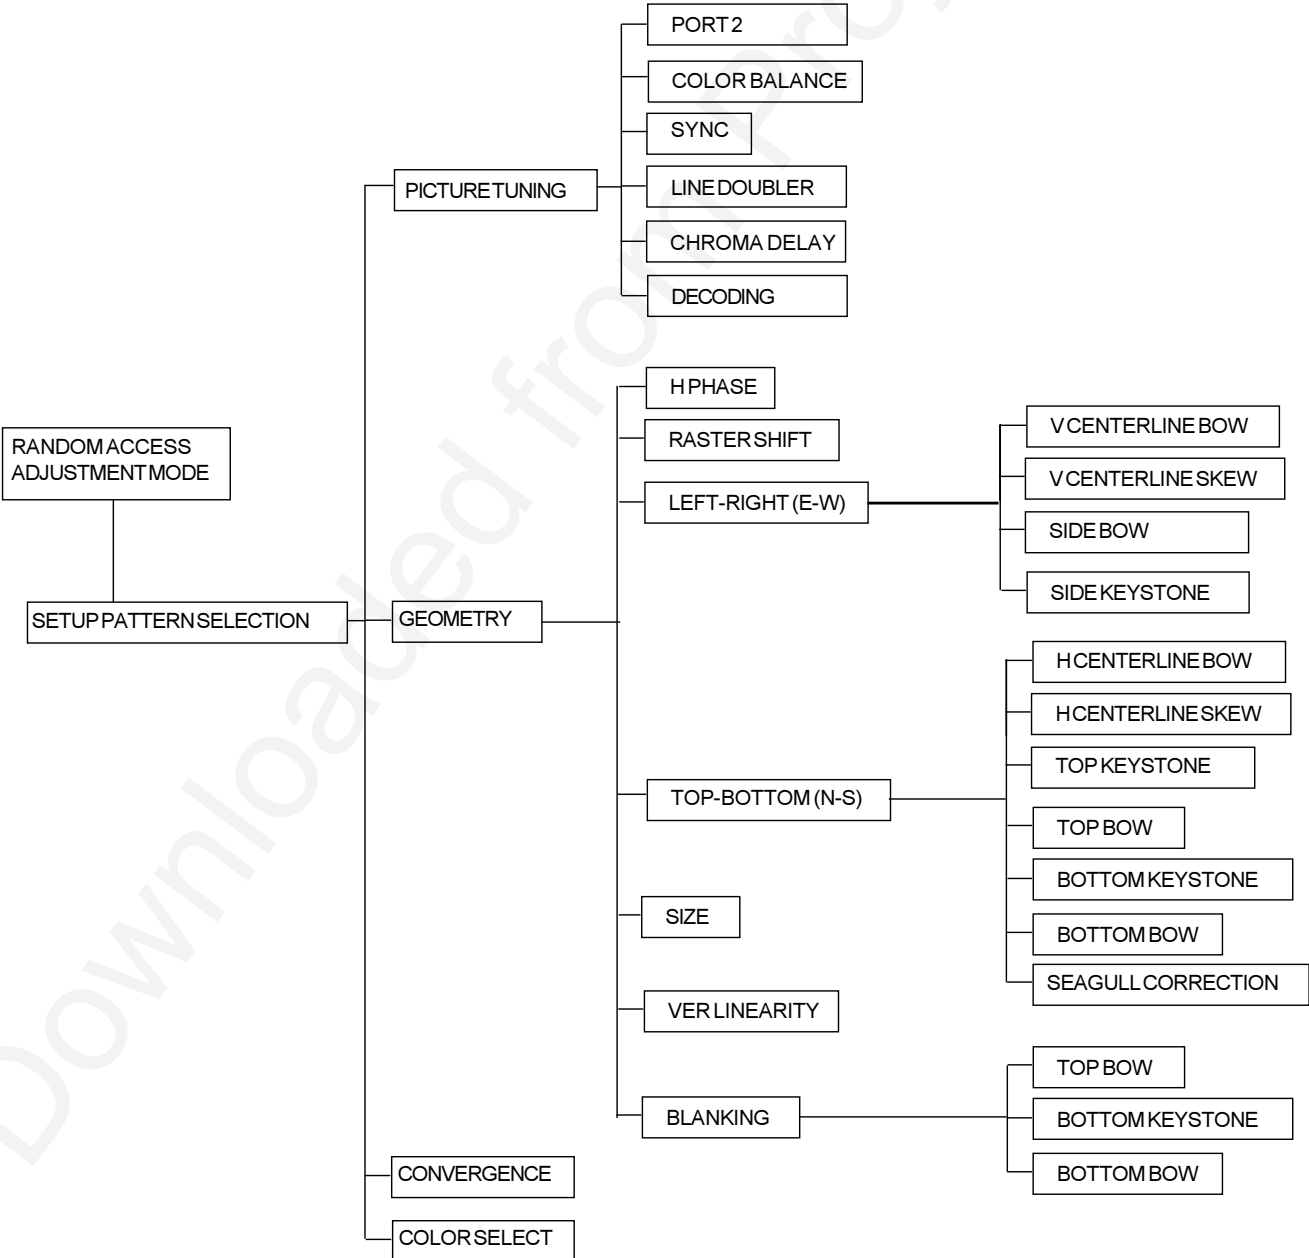 PORT 2
COLOR BALANCE
SYNC
PICTURE TUNING
LINE DOUBLER
CHROMA DELAY
DECODING
H PHASE
RASTER SHIFT
LEFT-RIGHT (E-W)
V CENTERLINE BOW
V CENTERLINE SKEW
SIDE BOW
SIDE KEYSTONE
RANDOM ACCESS
ADJUSTMENT MODE
SETUP PATTERN SELECTION
GEOMETRY
H CENTERLINE BOW
H CENTERLINE SKEW
TOP KEYSTONE
TOP-BOTTOM (N-S)
TOP BOW
BOTTOM KEYSTONE
BOTTOM BOW
SEAGULL CORRECTION
SIZE
VER LINEARITY
BLANKING
TOP BOW
BOTTOM KEYSTONE
BOTTOM BOW
CONVERGENCE
COLOR SELECT
Downloaded from Pro